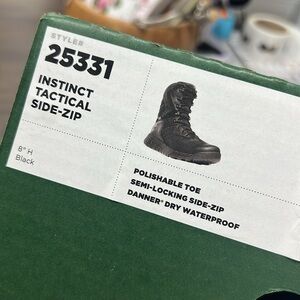 STYLE#
25331
INSTINCT
TACTICAL
SIDE-ZIP
8" H
Black
POLISHABLE TOE
SEMI-LOCKING SIDE-ZIP
DANNER® DRY WATERPROOF